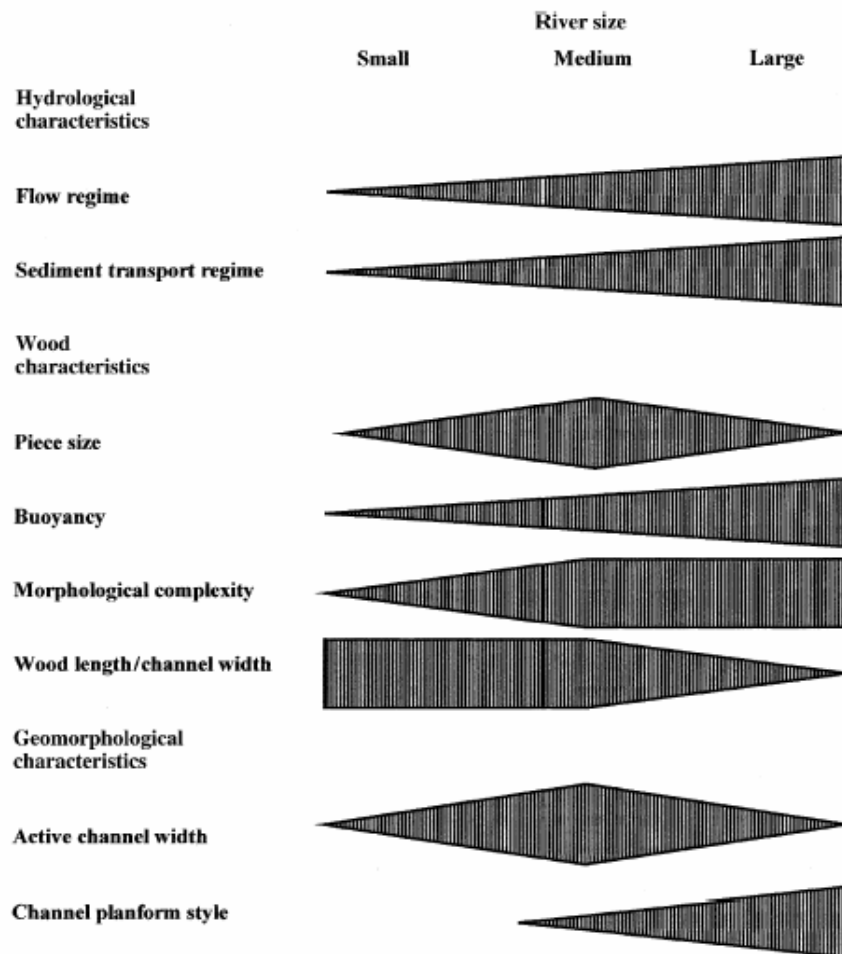 River size
Small Medium Large
Hydrological
characteristics
Flow regime
Sediment transport regime
Wood
characteristics
Piece size
Buoyancy
Morphological complexity
Wood length/channel width
Geomorphological
characteristics
Active channel width
Channel planform style